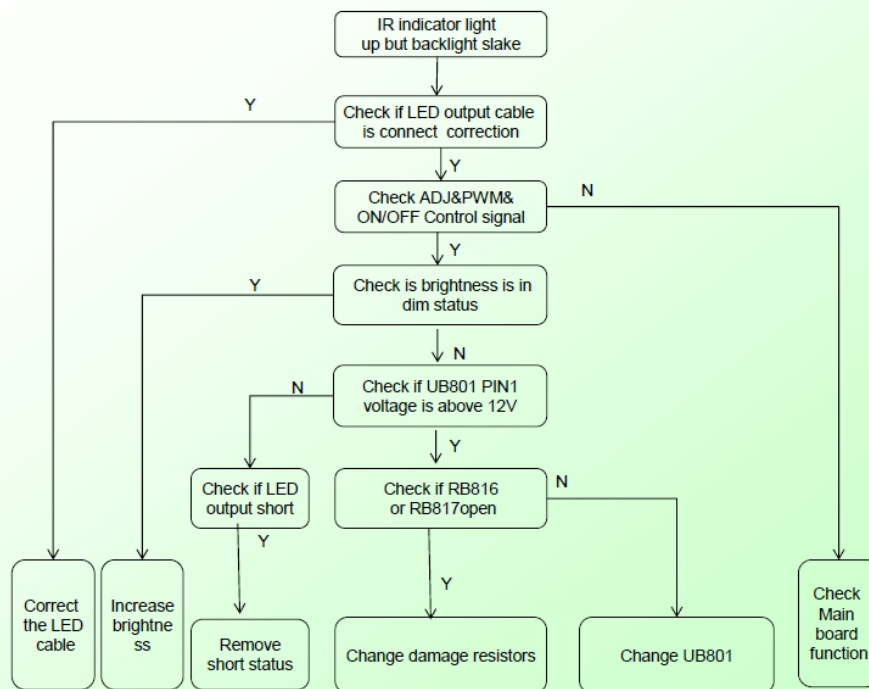 IR indicator light
up but backlight slake
Y
Check if LED output cable
is connect correction
Y
Check ADJ&PWM&
ON/OFF Control signal
N
Y
Y
Check is brightness is in
dim status
N
N
Check if UB801 PIN1
voltage is above 12V
Y
Check if LED
output short
Check if RB816
or RB817open
N
Y
Y
Correct
the LED
cable
Increase
brightne
ss
Remove
short status
Change damage resistors
Change UB801
Check
Main
board
function